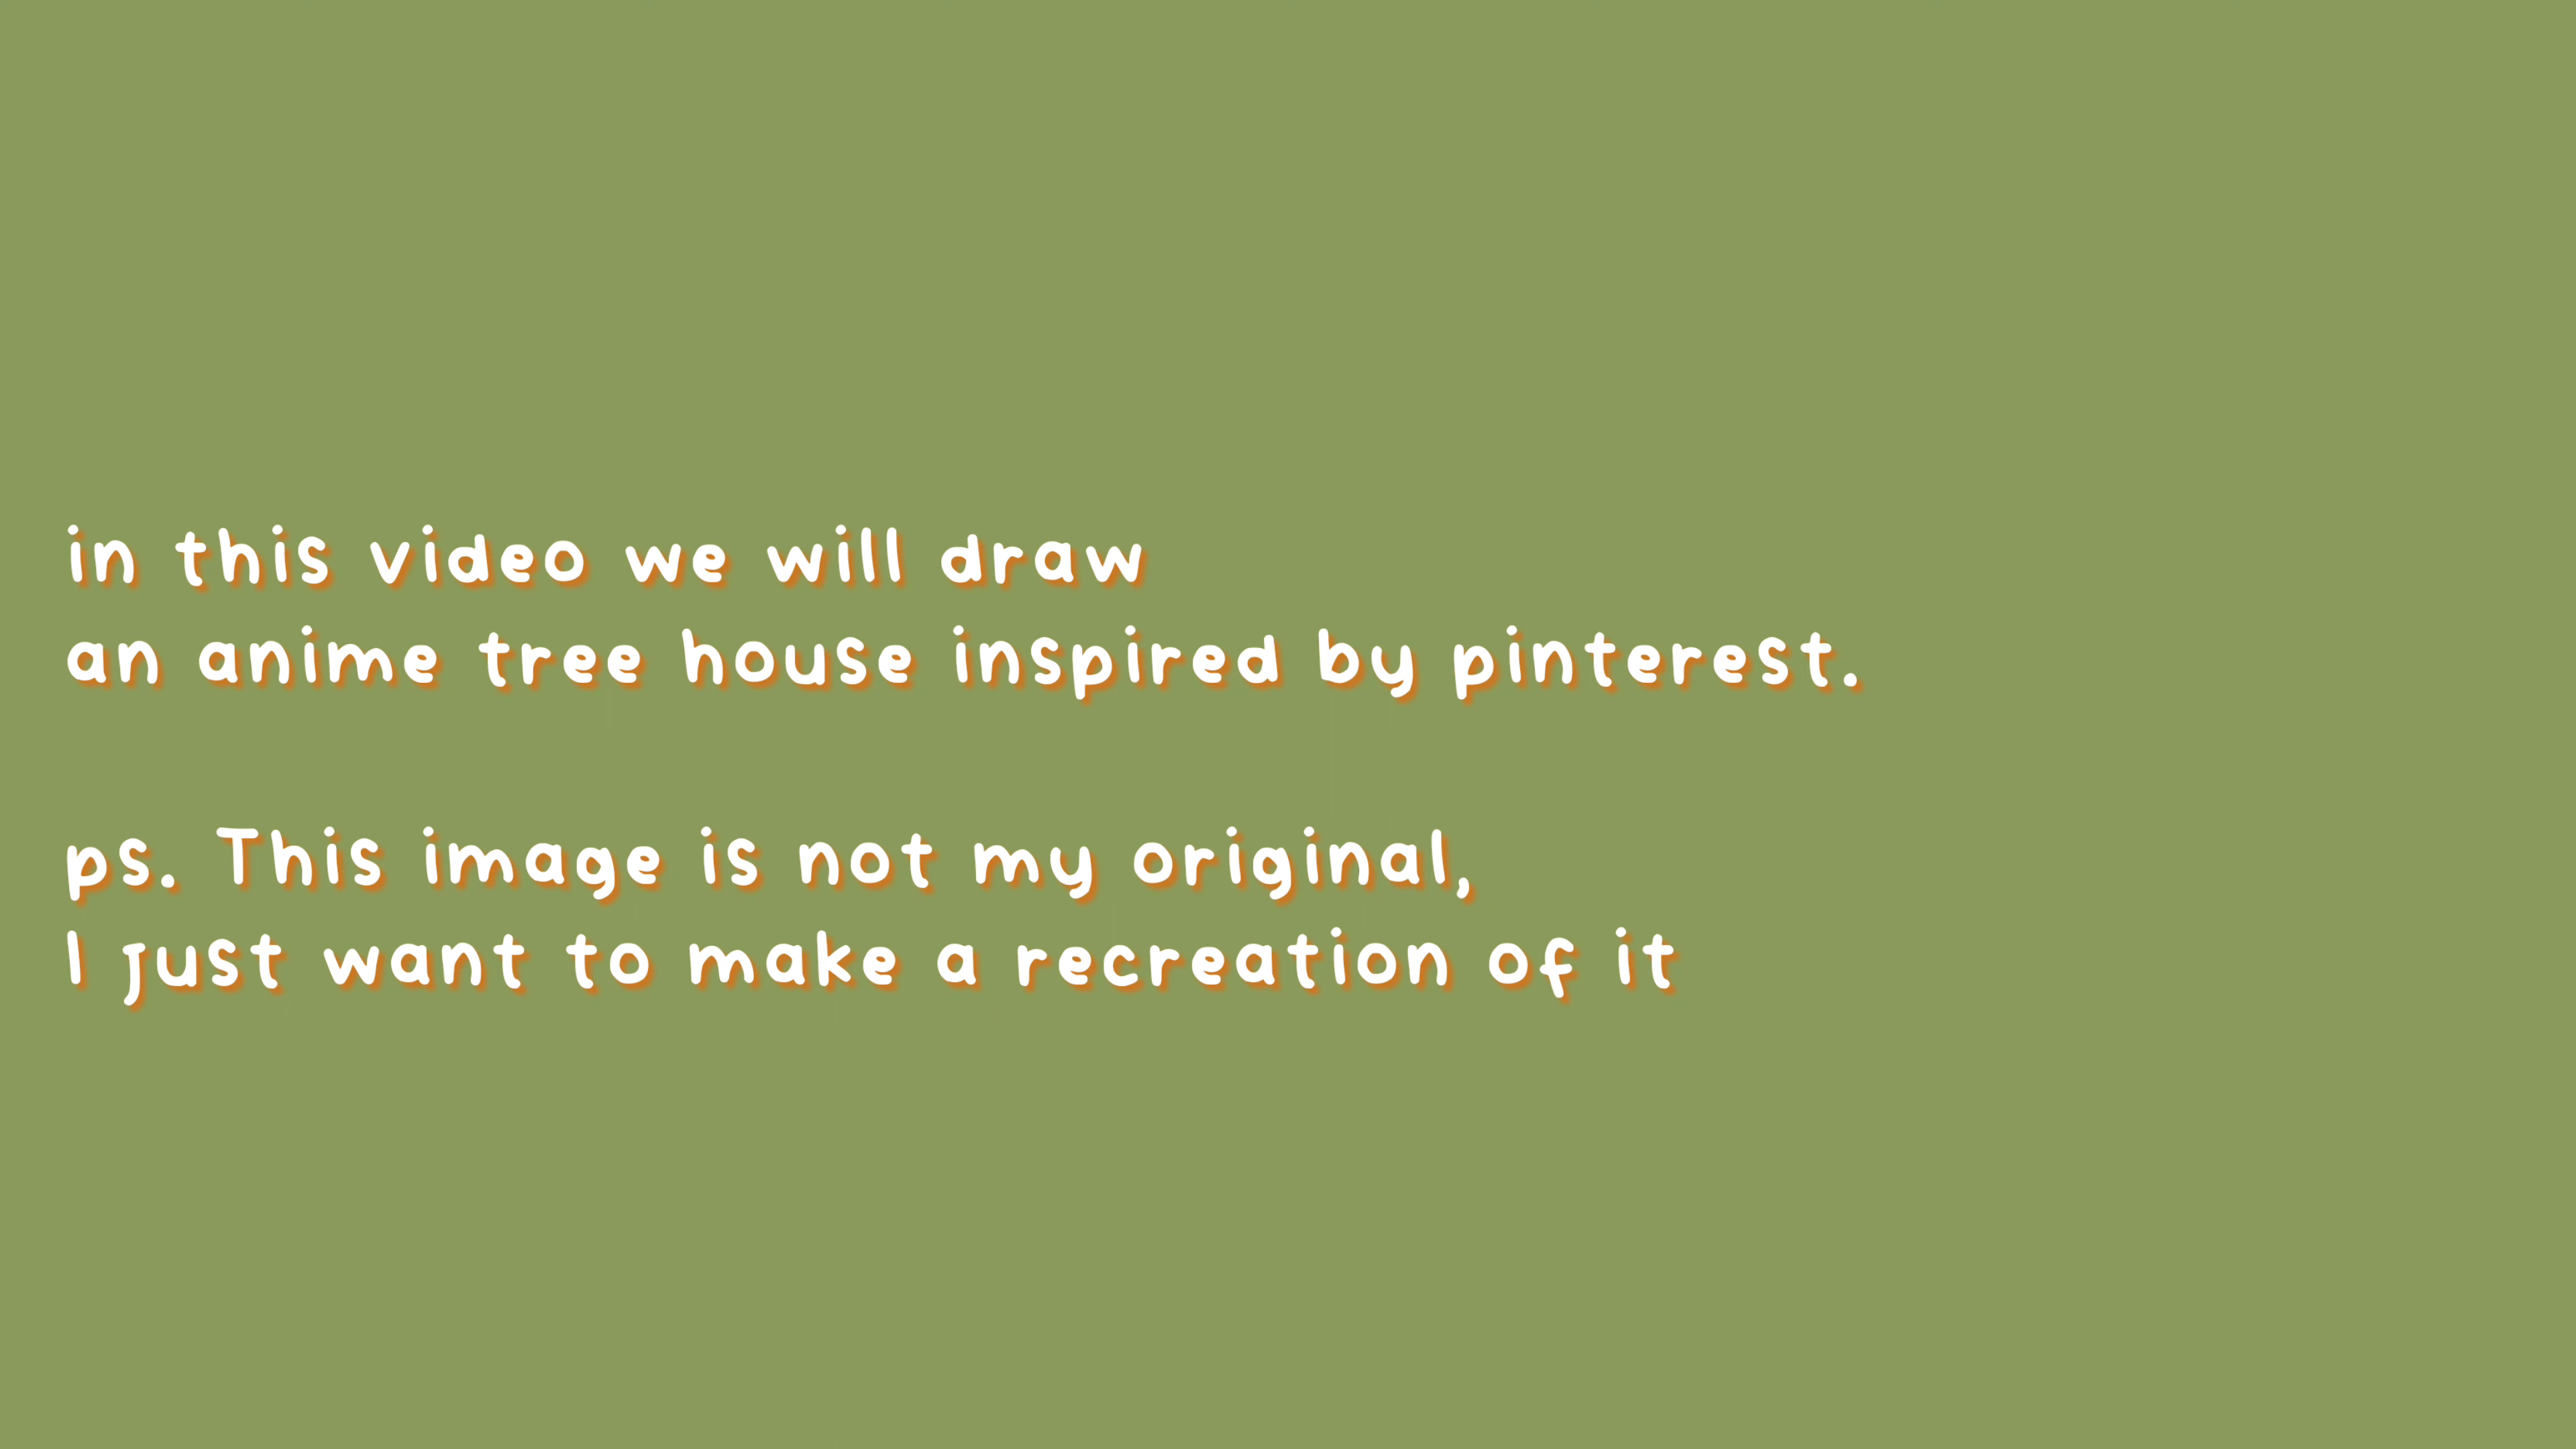 in this video we will draw
an anime tree house inspired by pinterest.
ps. This image is not my original,
I just want to make a recreation of it